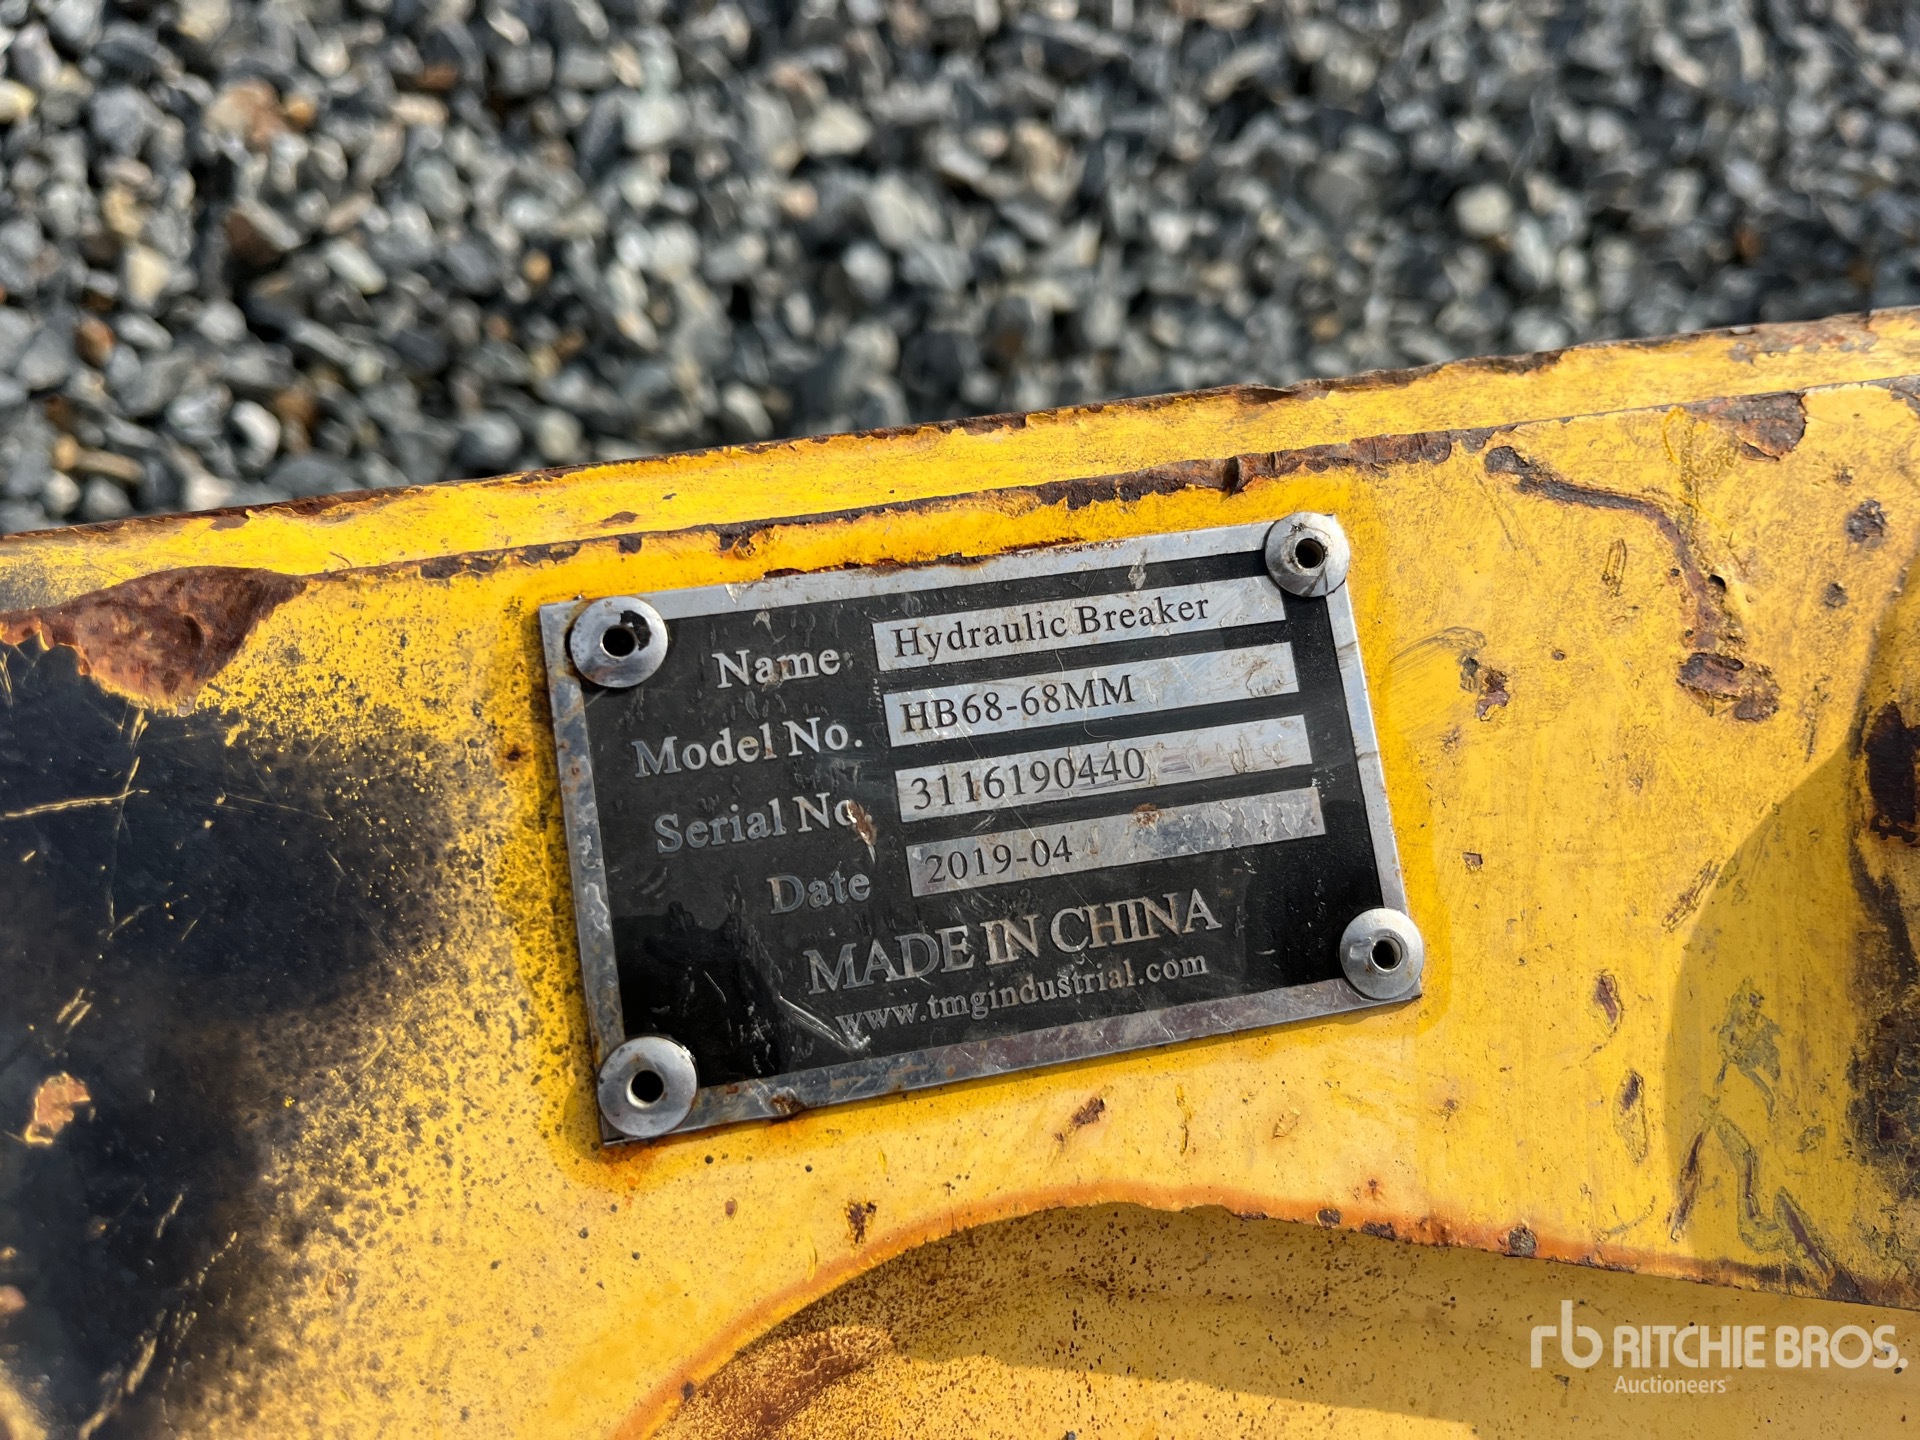 Name Hydraulic Breaker
Model No. HB68-68MM
Serial No. 3116190440
Date 2019-04
MADE IN CHINA
www.tmgindustrial.com
rb RITCHIE BROS.
Auctioneers